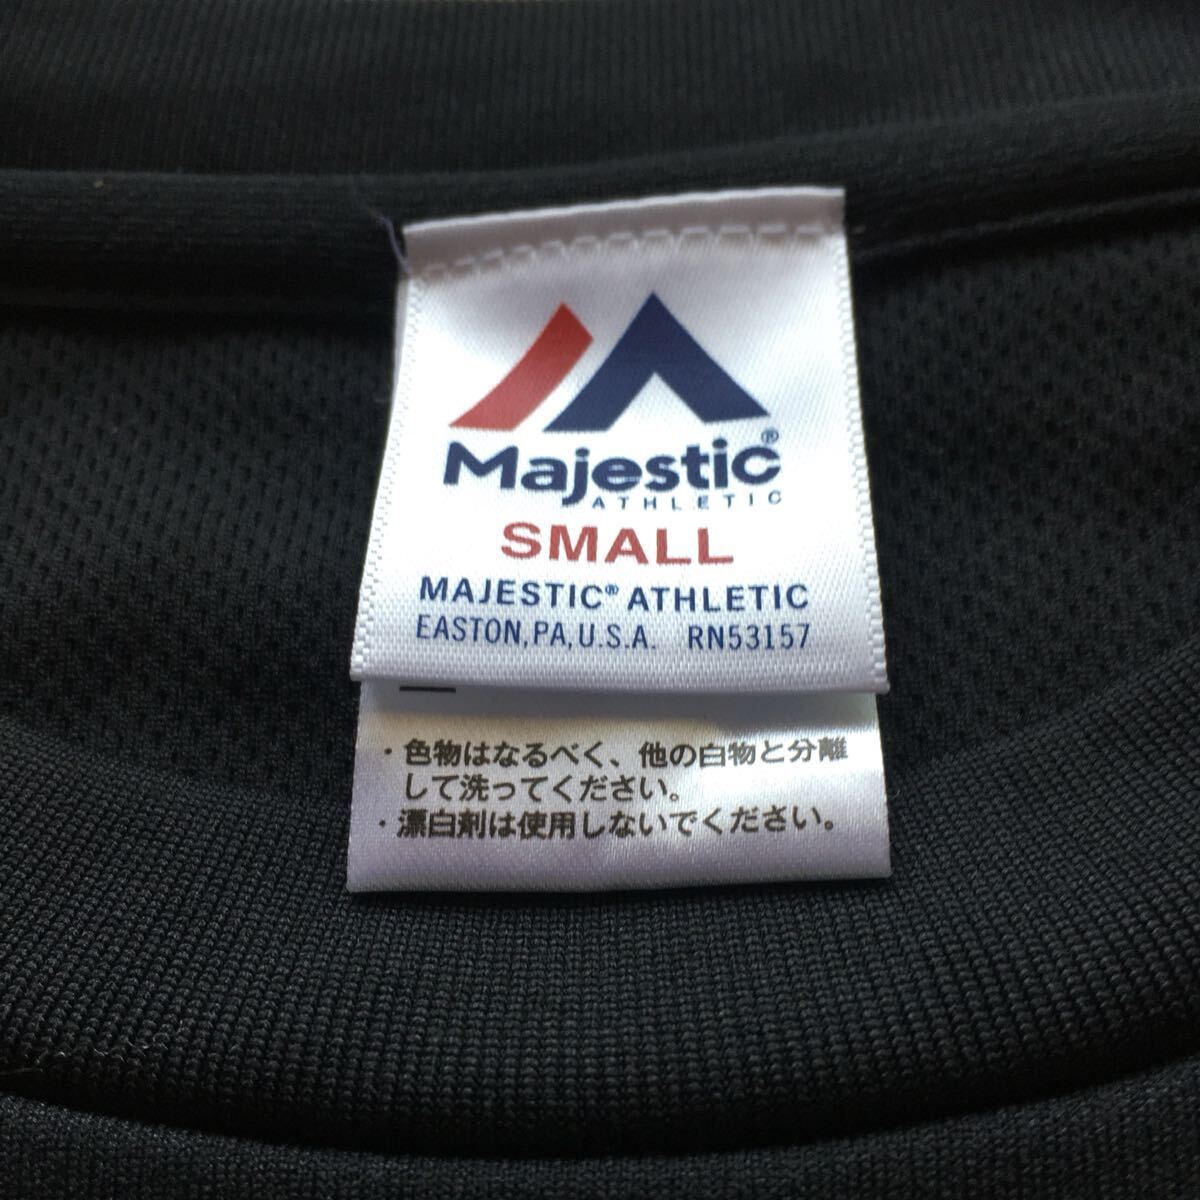 Majestic®
ATHLETIC
SMALL
MAJESTIC® ATHLETIC
EASTON, PA, U.S.A. RN53157
・色物はなるべく、他の白物と分離
して洗ってください。
・漂白剤は使用しないでください。